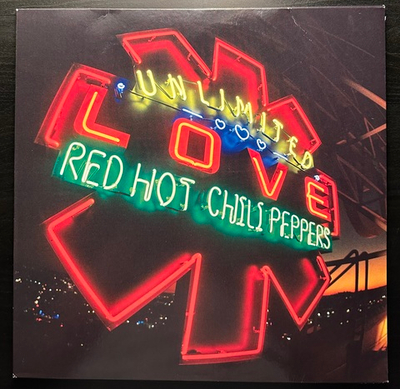 UNLIMITED
LOVE
RED HOT CHILI PEPPERS